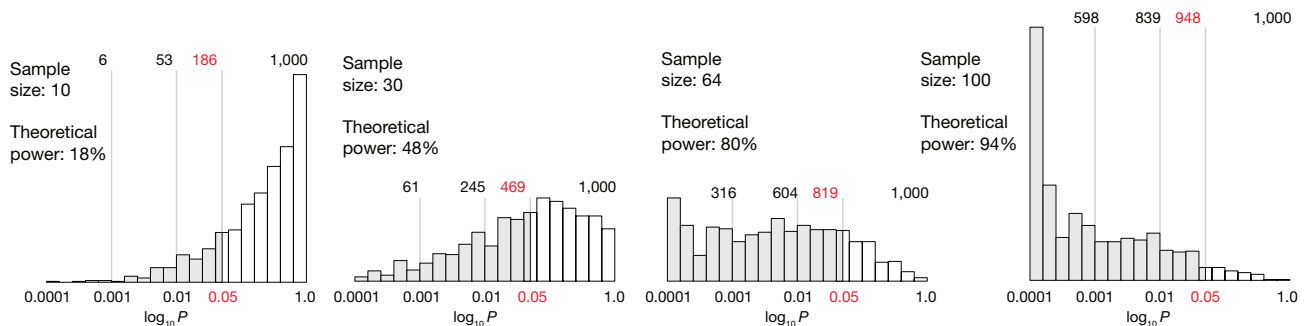 6 53 186 1,000
Sample
size: 10
Theoretical
power: 18%
0.0001 0.001 0.01 0.05 1.0
log10 P
Sample
size: 30
Theoretical
power: 48%
61 245 469 1,000
0.0001 0.001 0.01 0.05 1.0
log10 P
Sample
size: 64
Theoretical
power: 80%
316 604 819 1,000
0.0001 0.001 0.01 0.05 1.0
log10 P
598 839 948 1,000
Sample
size: 100
Theoretical
power: 94%
0.0001 0.001 0.01 0.05 1.0
log10 P